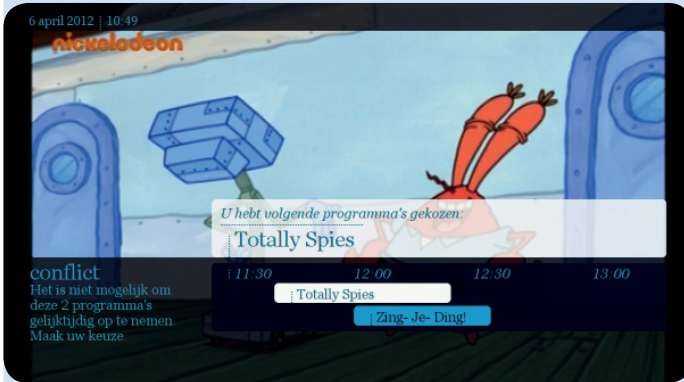 6 april 2012 10:49
nickelodeon
U hebt volgende programma's gekozen:
Totally Spies
conflict
Het is niet mogelijk om
deze 2 programma's
gelijktijdig op te nemen.
Maak uw keuze.
11:30 12:00 12:30 13:00
Totally Spies
Zing- Je- Ding!